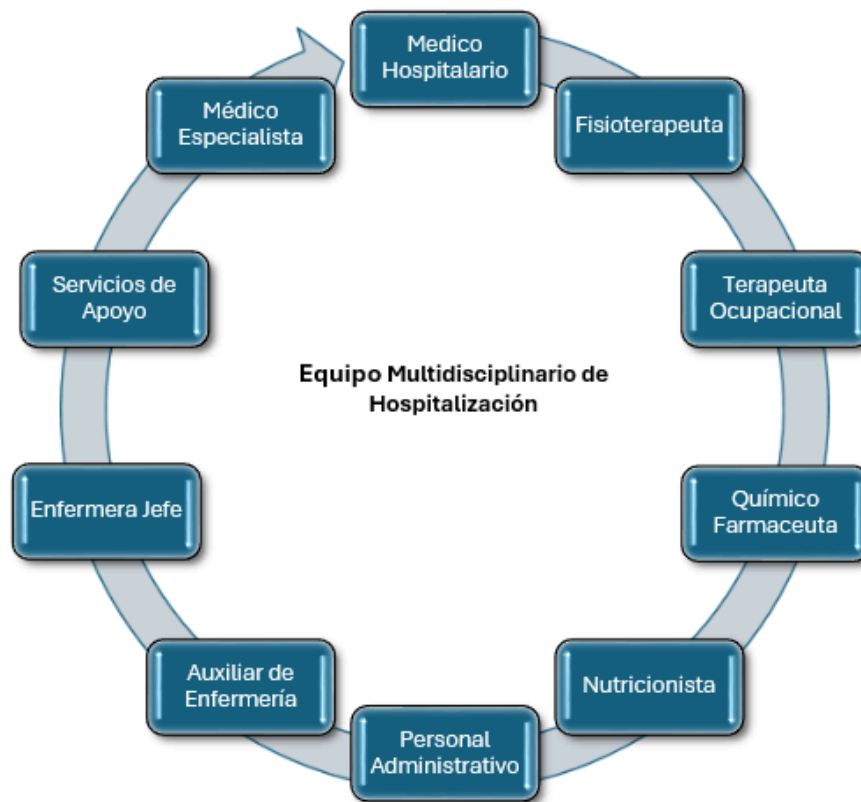 Medico
Hospitalario
Fisioterapeuta
Terapeuta
Ocupacional
Químico
Farmaceuta
Nutricionista
Personal
Administrativo
Auxiliar de
Enfermería
Enfermera Jefe
Servicios de
Apoyo
Médico
Especialista
Equipo Multidisciplinario de
Hospitalización